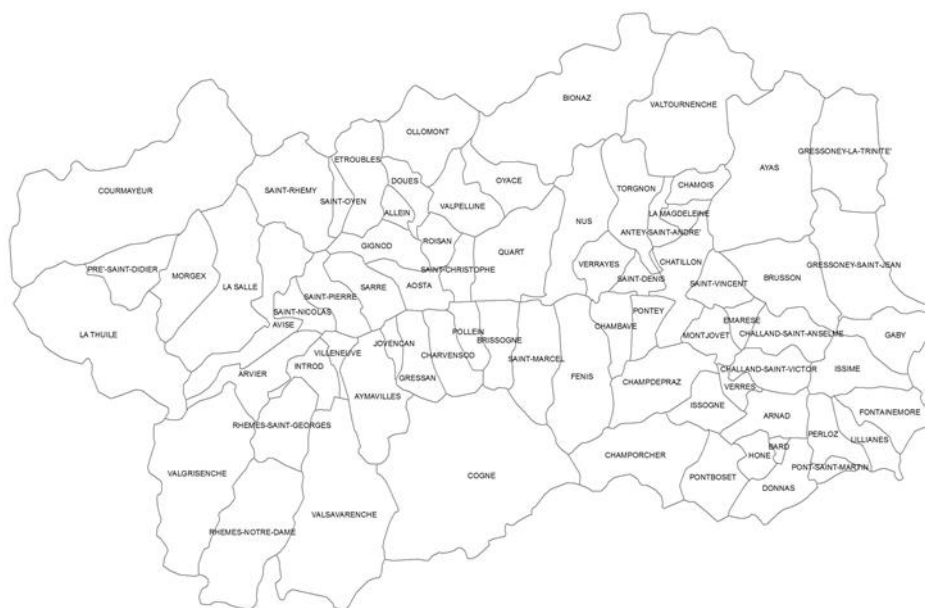 BIONAZ
VALTOURNENCHE
OLLOMONT
GRESSONEY-LA-TRINITE'
ETROUBLES
AYAS
COURMAYEUR
SAINT-RHEMY
DOUES
OYACE
TORGNON
CHAMOIS
SAINT-OYEN
VALPELLINE
ALLEIN
LA MAGDELEINE
NUS
ANTEY-SAINT-ANDRE'
GIGNOD
ROISAN
QUART
CHATILLON
VERRAYES
GRESSONEY-SAINT-JEAN
PRE'-SAINT-DIDIER
MORGEX
SAINT-CHRISTOPHE
SAINT-DENIS
BRUSSON
LA SALLE
SARRE
AOSTA
SAINT-VINCENT
SAINT-PIERRE
SAINT-NICOLAS
PONTEY
EMARESE
AVISE
CHAMBAVE
LA THUILE
POLLEIN
MONTJOVET
CHALLAND-SAINT-ANSELME
GABY
BRISSOGNE
JOVENCAN
VILLENEUVE
CHARVENSOD
SAINT-MARCEL
INTROD
CHALLAND-SAINT-VICTOR
ISSIME
ARVIER
GRESSAN
FENIS
CHAMPDEPRAZ
VERRES
AYMAVILLES
ISSOGNE
FONTAINEMORE
ARNAD
RHEMES-SAINT-GEORGES
PERLOZ
LILLIANES
BARD
CHAMPORCHER
HONE
PONT-SAINT-MARTIN
VALGRISENCHE
COGNE
PONTBOSET
DONNAS
VALSAVARENCHE
RHEMES-NOTRE-DAME